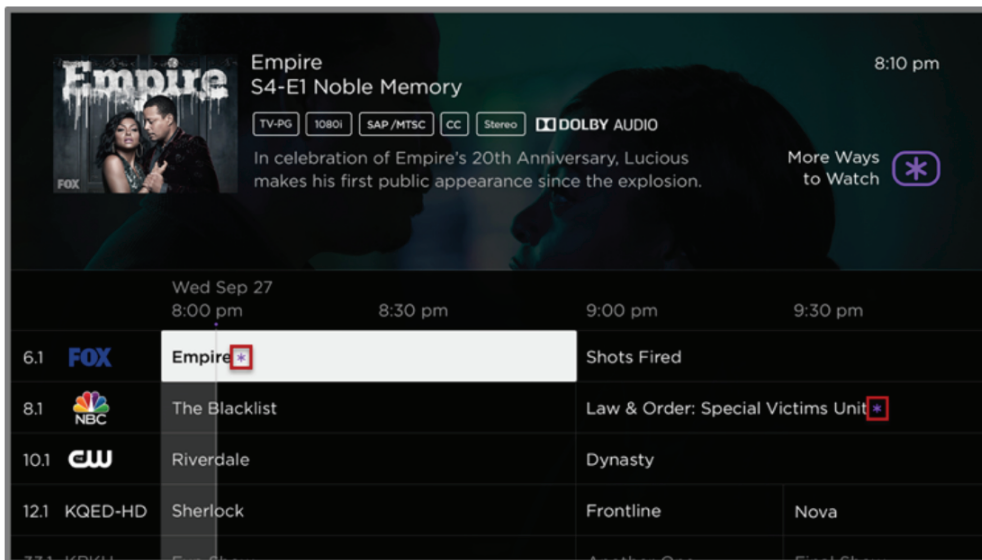 Empire
FOX
Empire
S4-E1 Noble Memory
8:10 pm
TV-PG 1080i SAP/MTSC CC Stereo DOLBY AUDIO
In celebration of Empire's 20th Anniversary, Lucious
makes his first public appearance since the explosion.
More Ways
to Watch *
Wed Sep 27
8:00 pm 8:30 pm 9:00 pm 9:30 pm
6.1 FOX Empire * Shots Fired
8.1 NBC The Blacklist Law & Order: Special Victims Unit *
10.1 THE CW Riverdale Dynasty
12.1 KQED-HD Sherlock Frontline Nova